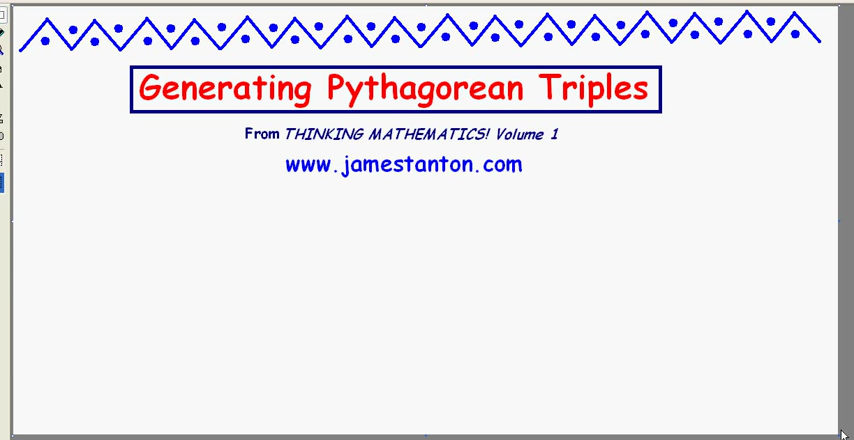 Generating Pythagorean Triples
From THINKING MATHEMATICS! Volume 1
www.jamestanton.com